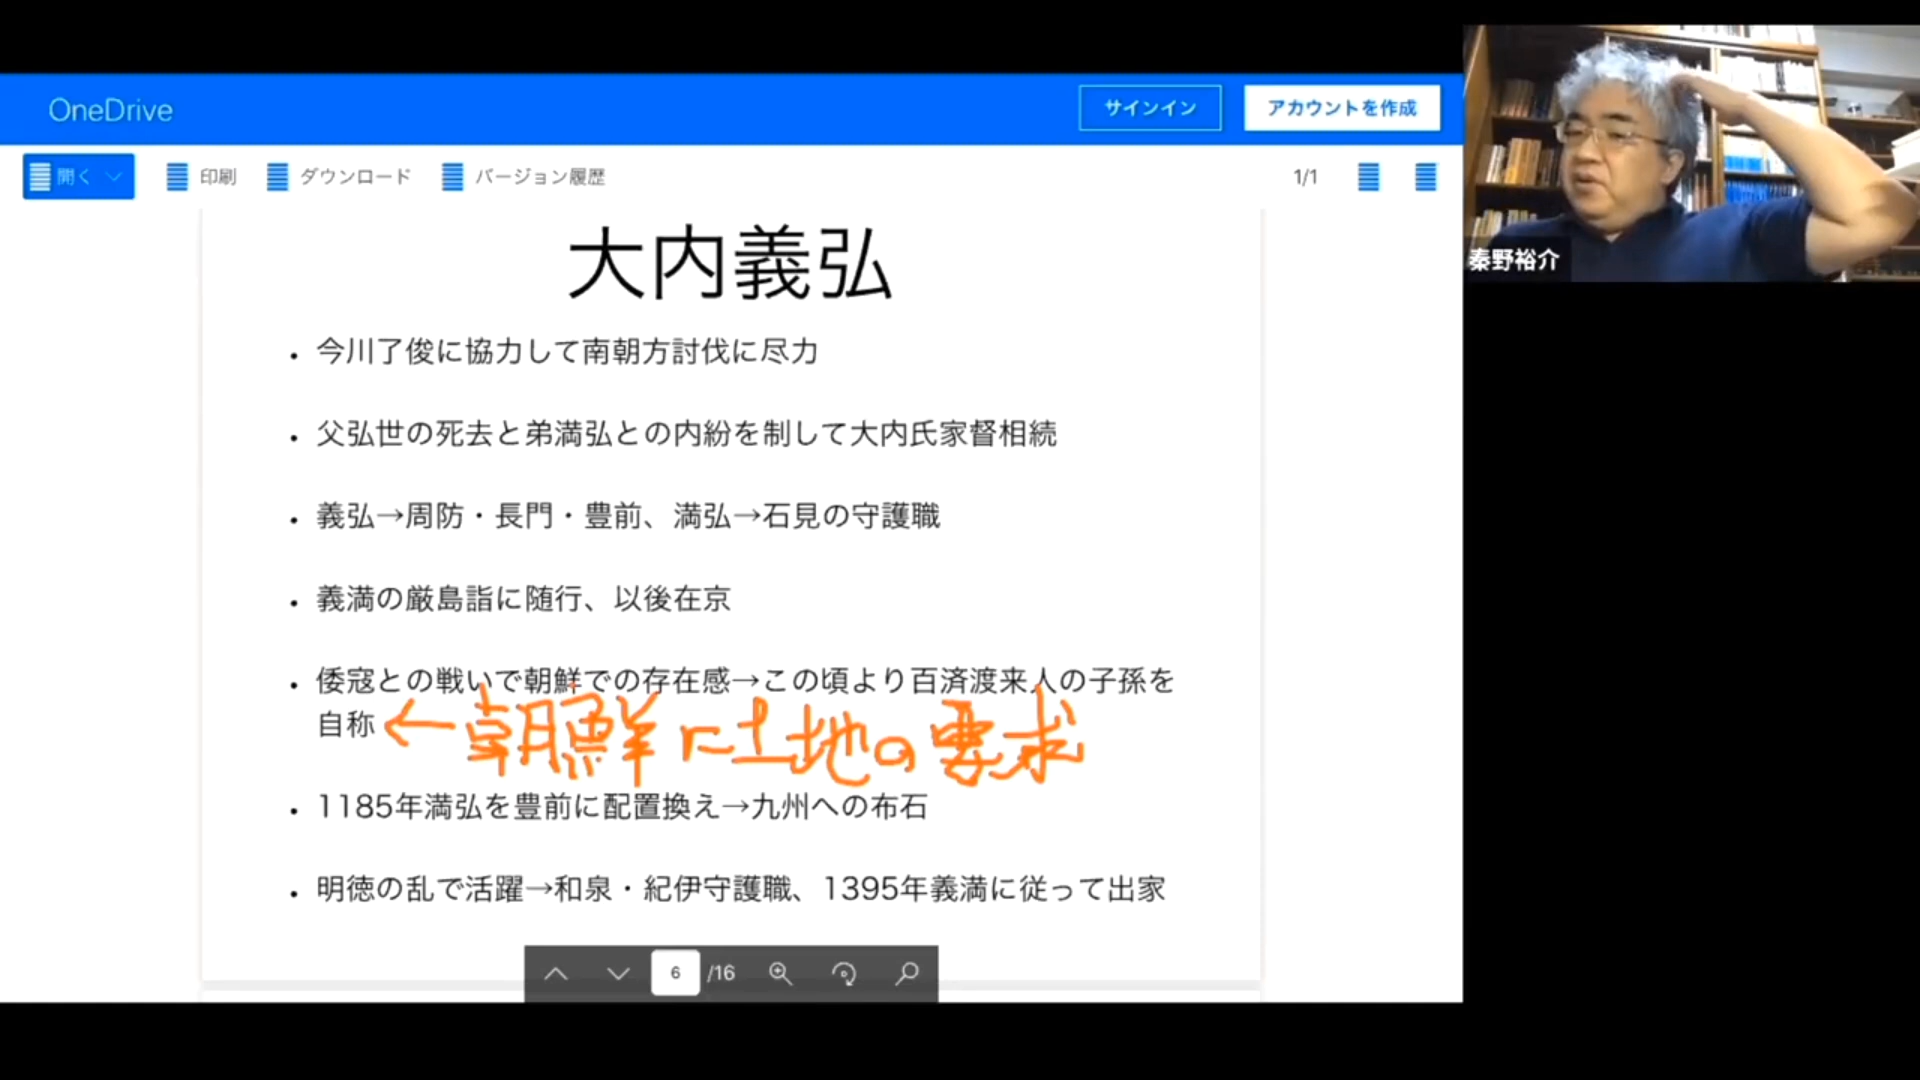 OneDrive
サインイン
アカウントを作成
開く
印刷
ダウンロード
バージョン履歴
1/1
秦野裕介
大内義弘
• 今川了俊に協力して南朝方討伐に尽力
• 父弘世の死去と弟満弘との内紛を制して大内氏家督相続
• 義弘→周防・長門・豊前、満弘→石見の守護職
• 義満の厳島詣に随行、以後在京
• 倭寇との戦いで朝鮮での存在感→この頃より百済渡来人の子孫を
自称 ←朝鮮に土地の要求
• 1185年満弘を豊前に配置換え→九州への布石
• 明徳の乱で活躍→和泉・紀伊守護職、1395年義満に従って出家
6 /16